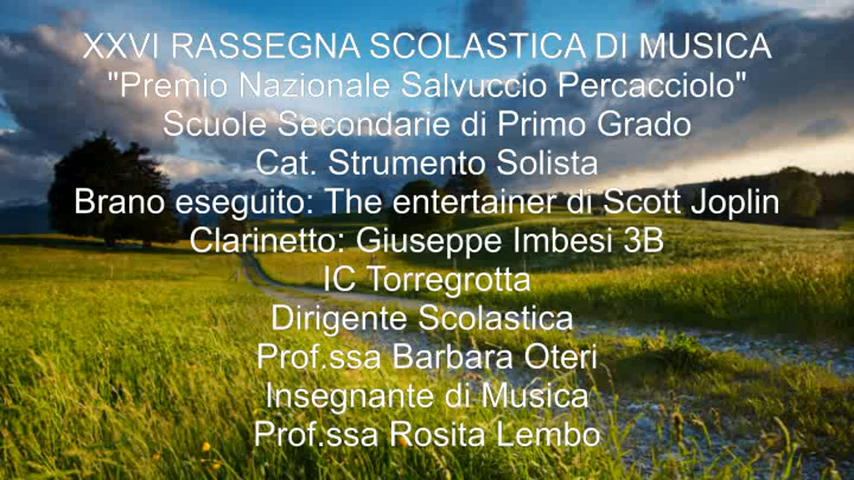 XXVI RASSEGNA SCOLASTICA DI MUSICA
"Premio Nazionale Salvuccio Percacciolo"
Scuole Secondarie di Primo Grado
Cat. Strumento Solista
Brano eseguito: The entertainer di Scott Joplin
Clarinetto: Giuseppe Imbesi 3B
IC Torregrotta
Dirigente Scolastica
Prof.ssa Barbara Oteri
Insegnante di Musica
Prof.ssa Rosita Lembo